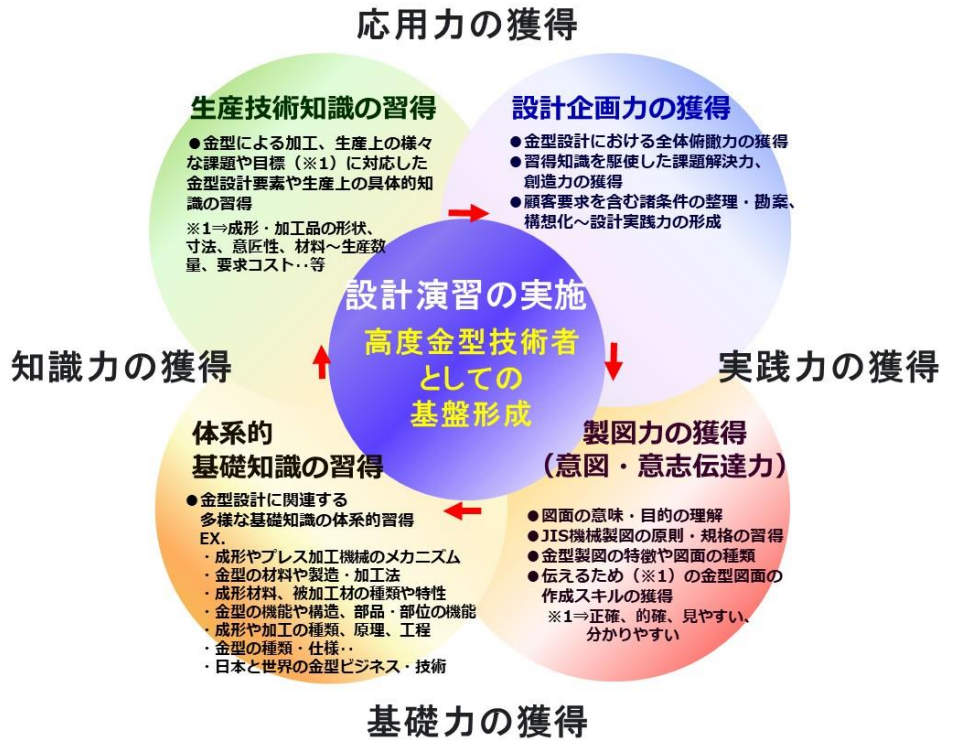 応用力の獲得
生産技術知識の習得
●金型による加工、生産上の様々
な課題や目標（※1）に対応した
金型設計要素や生産上の具体的知
識の習得
※1⇒成形・加工品の形状、
寸法、意匠性、材料～生産数
量、要求コスト‥等
設計企画力の獲得
●金型設計における全体俯瞰力の獲得
●習得知識を駆使した課題解決力、
創造力の獲得
●顧客要求を含む諸条件の整理・勘案、
構想化～設計実践力の形成
設計演習の実施
高度金型技術者
としての
基盤形成
知識力の獲得
実践力の獲得
体系的
基礎知識の習得
●金型設計に関連する
多様な基礎知識の体系的習得
EX.
・成形やプレス加工機械のメカニズム
・金型の材料や製造・加工法
・成形材料、被加工材の種類や特性
・金型の機能や構造、部品・部位の機能
・成形や加工の種類、原理、工程
・金型の種類・仕様‥
・日本と世界の金型ビジネス・技術
製図力の獲得
（意図・意志伝達力）
●図面の意味・目的の理解
●JIS機械製図の原則・規格の習得
●金型製図の特徴や図面の種類
●伝えるため（※1）の金型図面の
作成スキルの獲得
※1⇒正確、的確、見やすい、
分かりやすい
基礎力の獲得